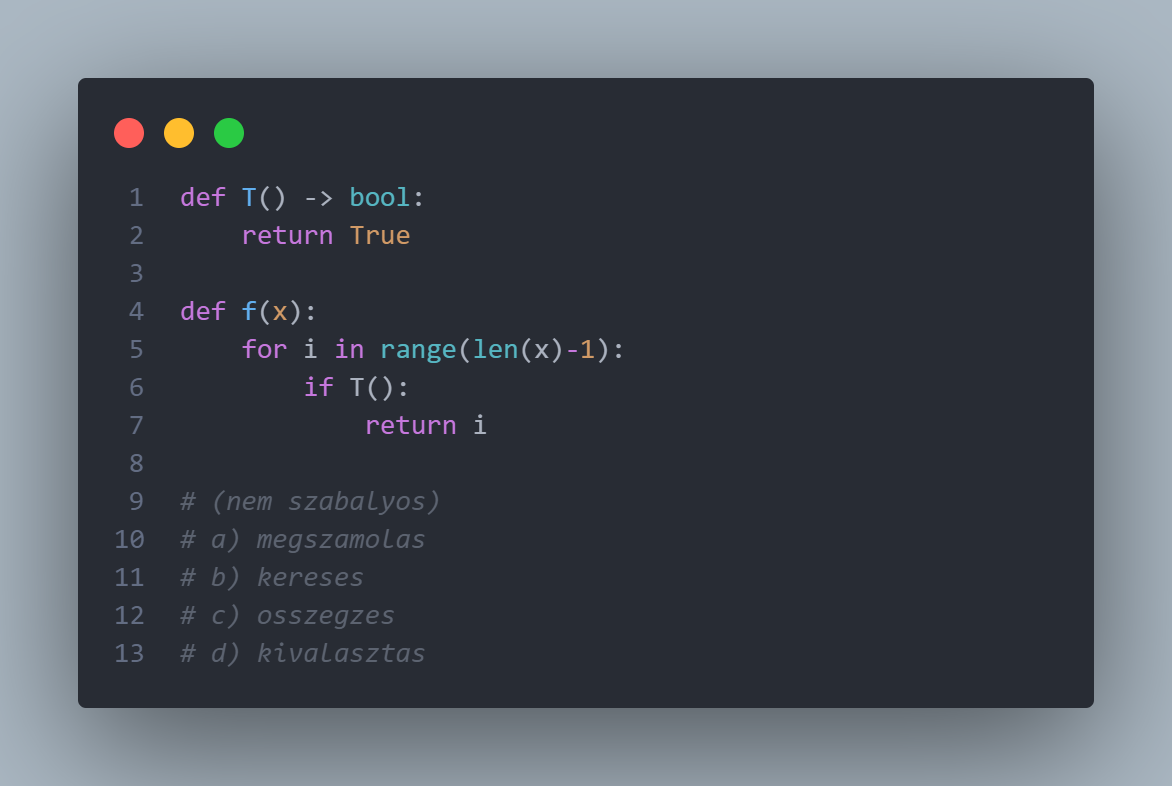 1 def T() -> bool:
2     return True
3
4 def f(x):
5     for i in range(len(x)-1):
6         if T():
7             return i
8
9 # (nem szabalyos)
10 # a) megszamolas
11 # b) kereses
12 # c) osszegzes
13 # d) kivalasztas